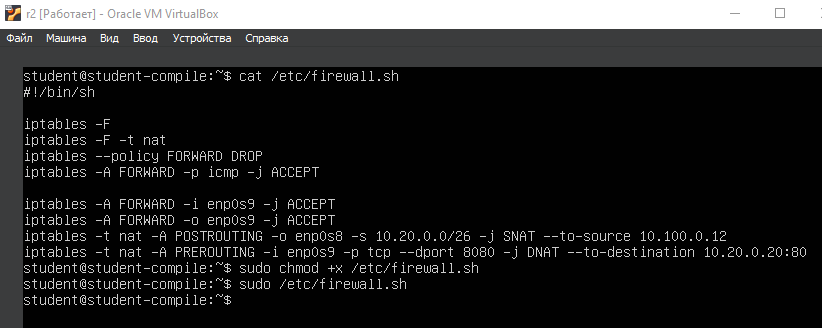 r2 [Работает] - Oracle VM VirtualBox
Файл Машина Вид Ввод Устройства Справка
student@student-compile:~$ cat /etc/firewall.sh
#!/bin/sh
iptables -F
iptables -F -t nat
iptables --policy FORWARD DROP
iptables -A FORWARD -p icmp -j ACCEPT
iptables -A FORWARD -i enp0s9 -j ACCEPT
iptables -A FORWARD -o enp0s9 -j ACCEPT
iptables -t nat -A POSTROUTING -o enp0s8 -s 10.20.0.0/26 -j SNAT --to-source 10.100.0.12
iptables -t nat -A PREROUTING -i enp0s9 -p tcp --dport 8080 -j DNAT --to-destination 10.20.0.20:80
student@student-compile:~$ sudo chmod +x /etc/firewall.sh
student@student-compile:~$ sudo /etc/firewall.sh
student@student-compile:~$